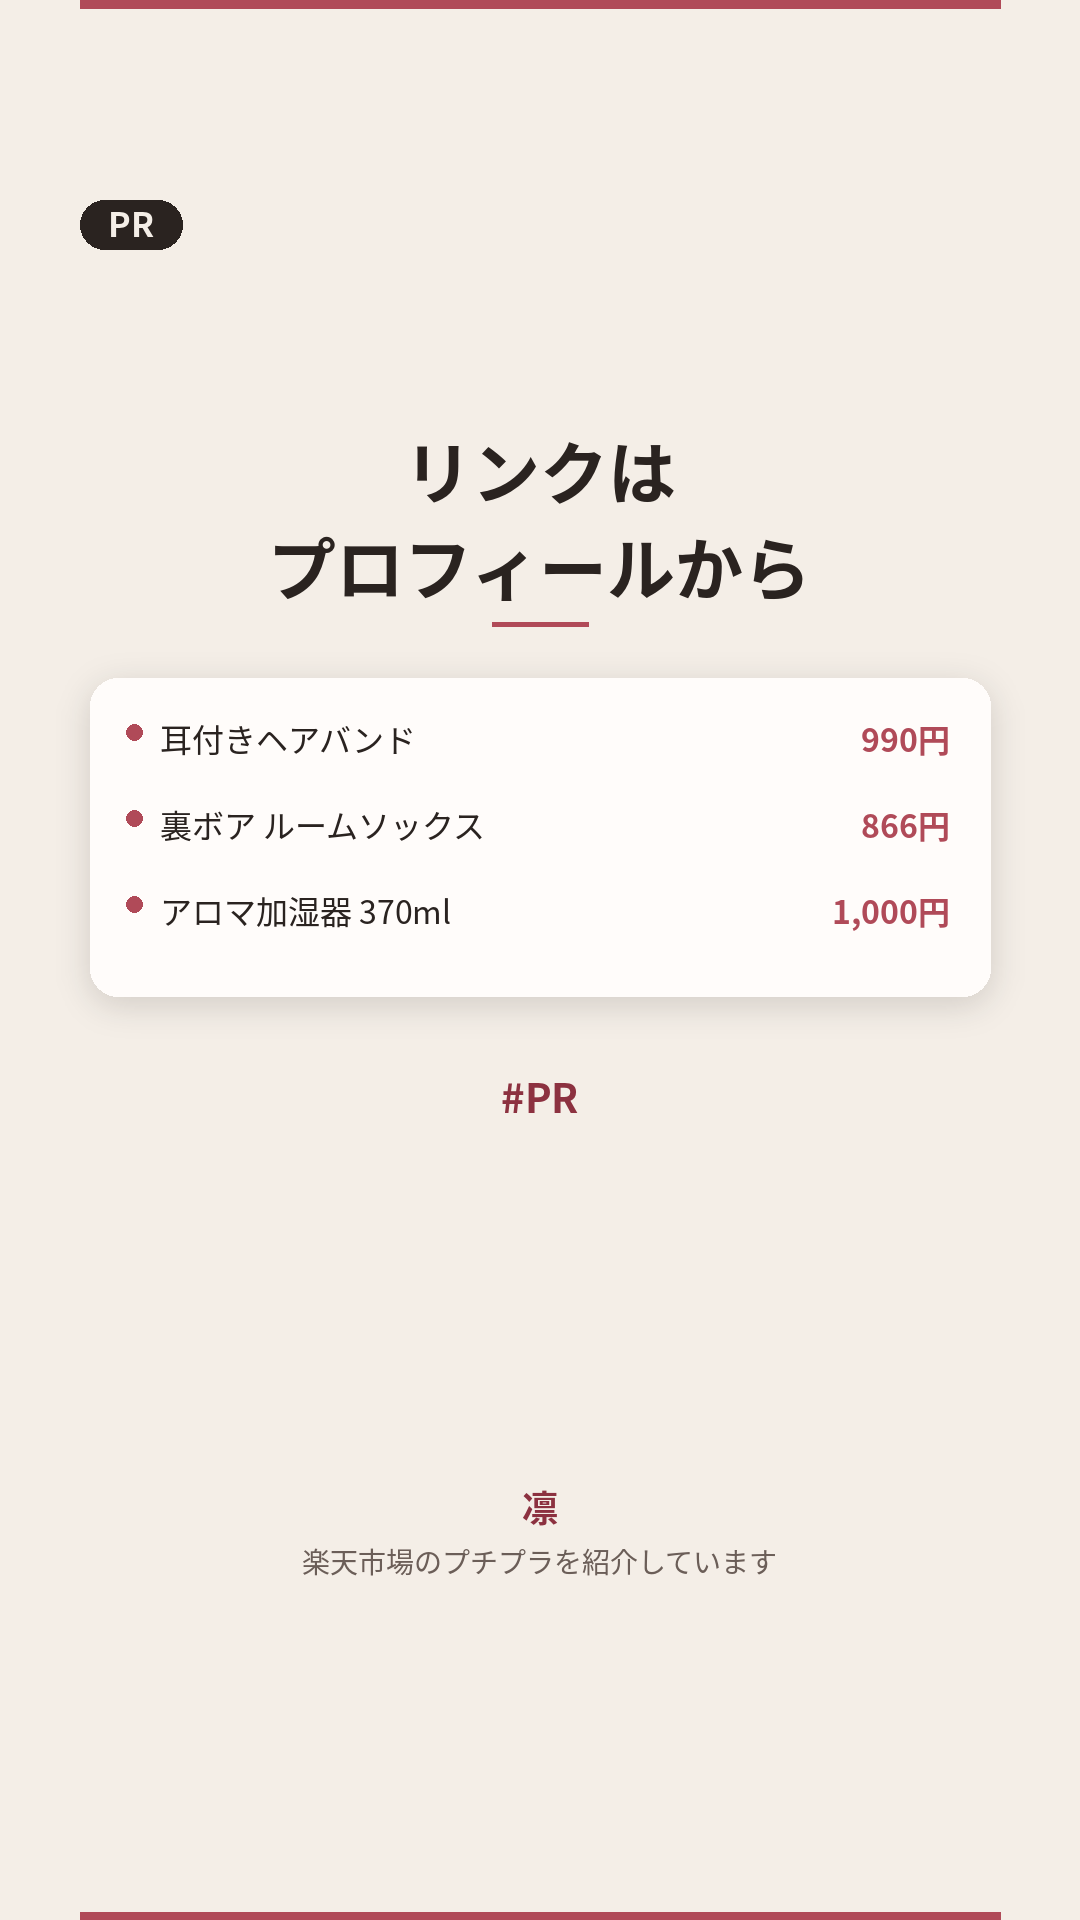 PR
リンクは
プロフィールから
耳付きヘアバンド 990円
裏ボア ルームソックス 866円
アロマ加湿器 370ml 1,000円
#PR
凛
楽天市場のプチプラを紹介しています